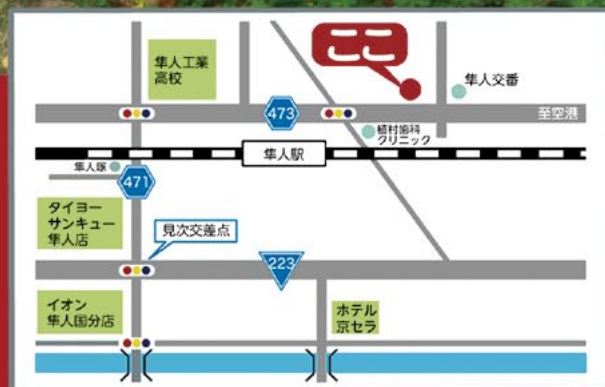 隼人工業
高校
ここ
隼人交番
473
至空港
植村歯科
クリニック
隼人駅
隼人塚
471
タイヨー
サンキュー
隼人店
見次交差点
223
イオン
隼人国分店
ホテル
京セラ